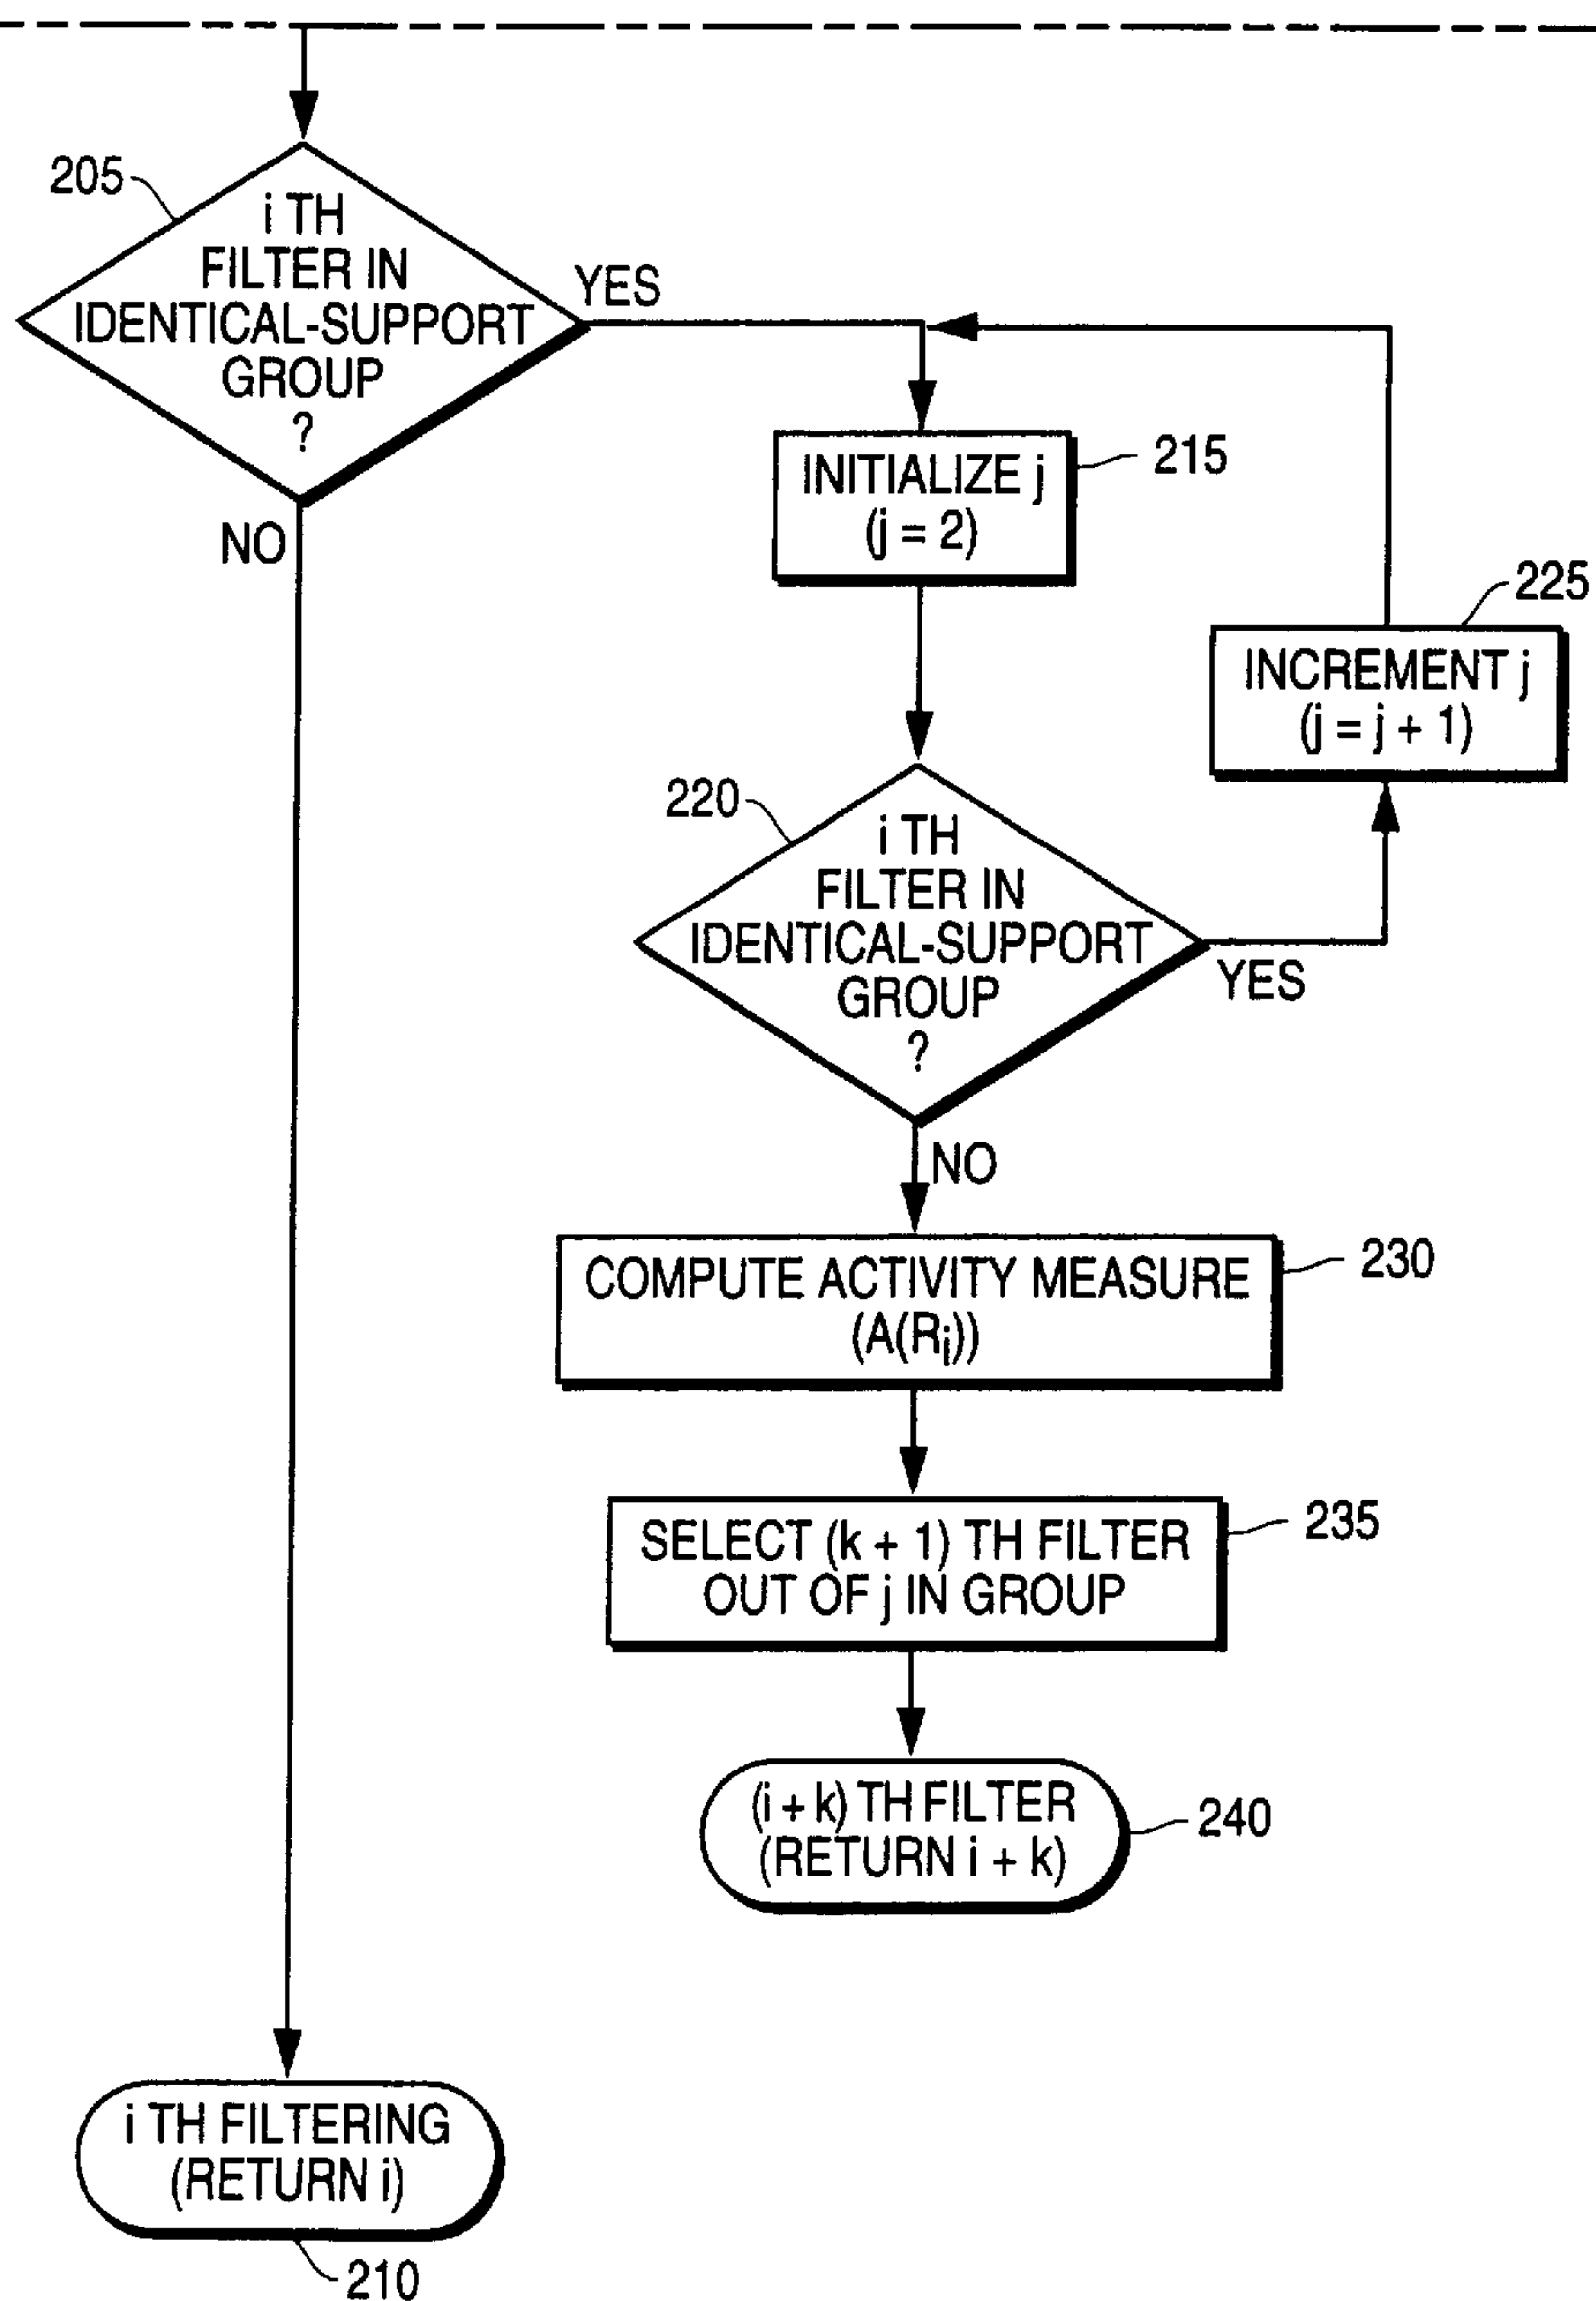 205
i TH
FILTER IN
IDENTICAL-SUPPORT
GROUP
?
YES
NO
INITIALIZE j
(j = 2)
215
225
INCREMENT j
(j = j + 1)
220
i TH
FILTER IN
IDENTICAL-SUPPORT
GROUP
?
YES
NO
COMPUTE ACTIVITY MEASURE
(A(Ri))
230
SELECT (k + 1) TH FILTER
OUT OF j IN GROUP
235
(i + k) TH FILTER
(RETURN i + k)
240
i TH FILTERING
(RETURN i)
210